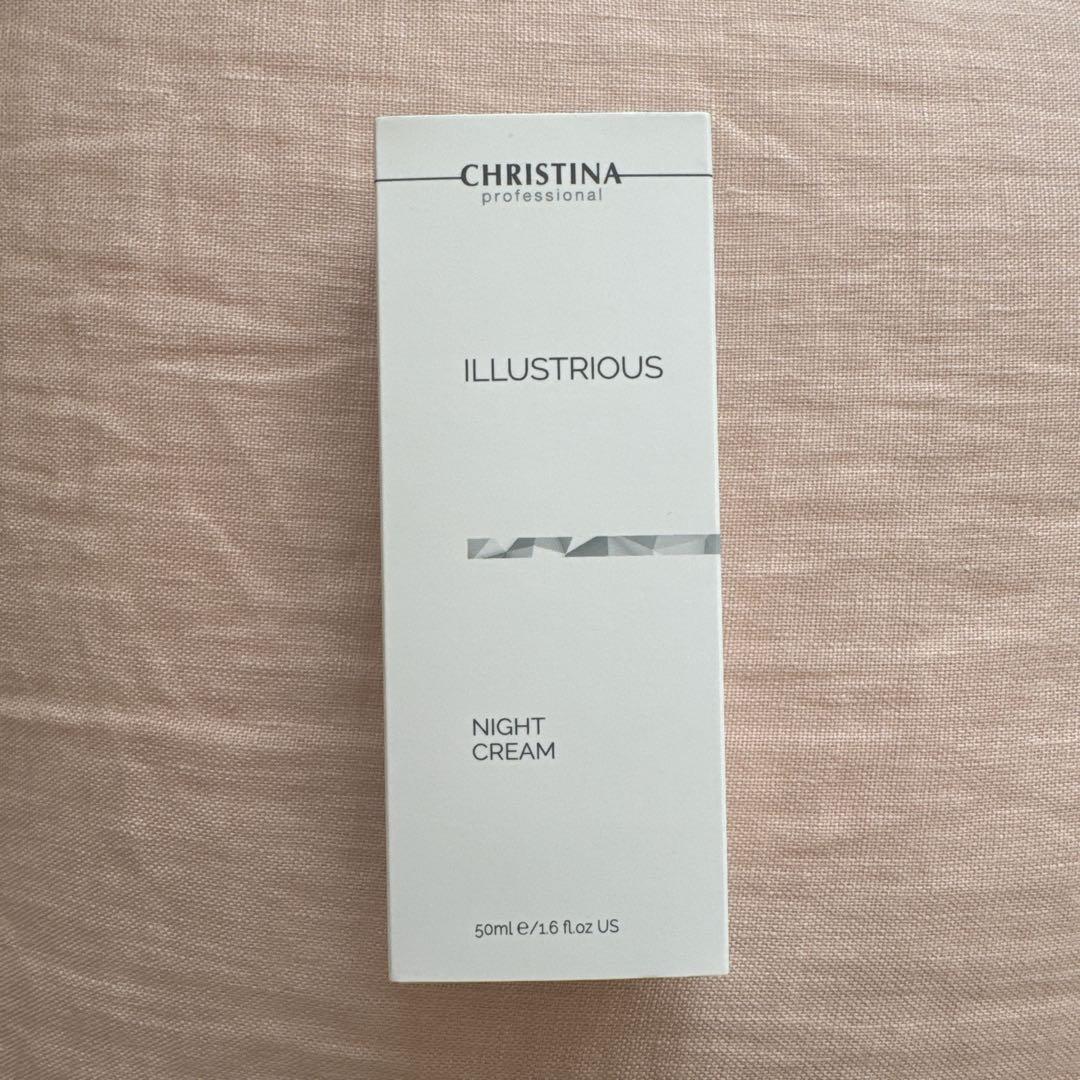 CHRISTINA
professional
ILLUSTRIOUS
NIGHT
CREAM
50ml ℮/1.6 fl.oz US